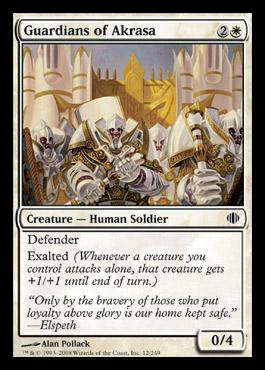 Guardians of Akrasa 2
Creature — Human Soldier
Defender
Exalted (Whenever a creature you
control attacks alone, that creature gets
+1/+1 until end of turn.)
“Only by the bravery of those who put
loyalty above glory is our home kept safe.”
—Elspeth
Alan Pollack
™ & © 1993–2008 Wizards of the Coast, Inc. 12/249
0/4